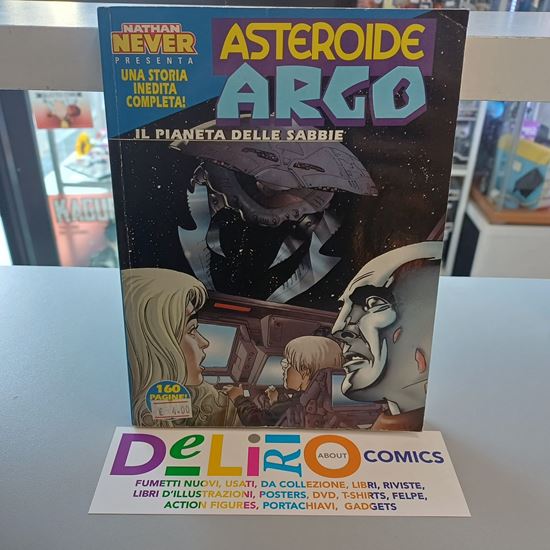 NATHAN
NEVER
PRESENTA
UNA STORIA
INEDITA
COMPLETA!
ASTEROIDE
ARGO
IL PIANETA DELLE SABBIE
160
PAGINE!
€ 4.00
DELIRIO ABOUT COMICS
FUMETTI NUOVI, USATI, DA COLLEZIONE, LIBRI, RIVISTE,
LIBRI D'ILLUSTRAZIONI, POSTERS, DVD, T-SHIRTS, FELPE,
ACTION FIGURES, PORTACHIAVI, GADGETS